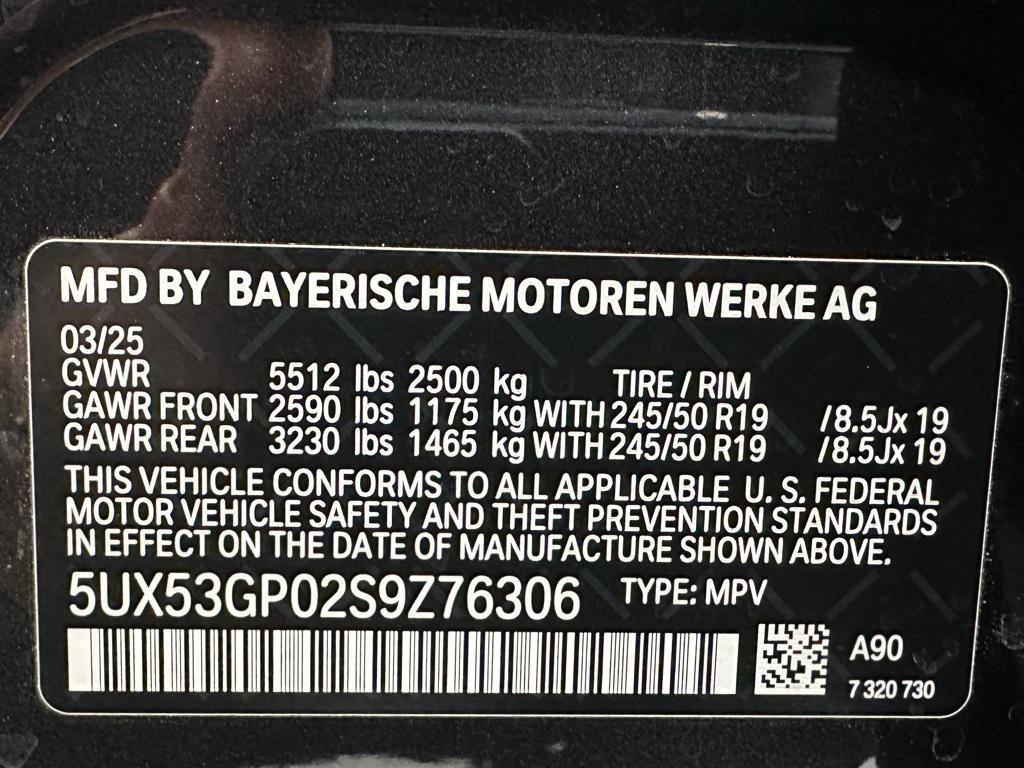 MFD BY BAYERISCHE MOTOREN WERKE AG
03/25
GVWR 5512 lbs 2500 kg TIRE / RIM
GAWR FRONT 2590 lbs 1175 kg WITH 245/50 R19 /8.5Jx 19
GAWR REAR 3230 lbs 1465 kg WITH 245/50 R19 /8.5Jx 19
THIS VEHICLE CONFORMS TO ALL APPLICABLE U. S. FEDERAL
MOTOR VEHICLE SAFETY AND THEFT PREVENTION STANDARDS
IN EFFECT ON THE DATE OF MANUFACTURE SHOWN ABOVE.
5UX53GP02S9Z76306 TYPE: MPV
A90
7 320 730